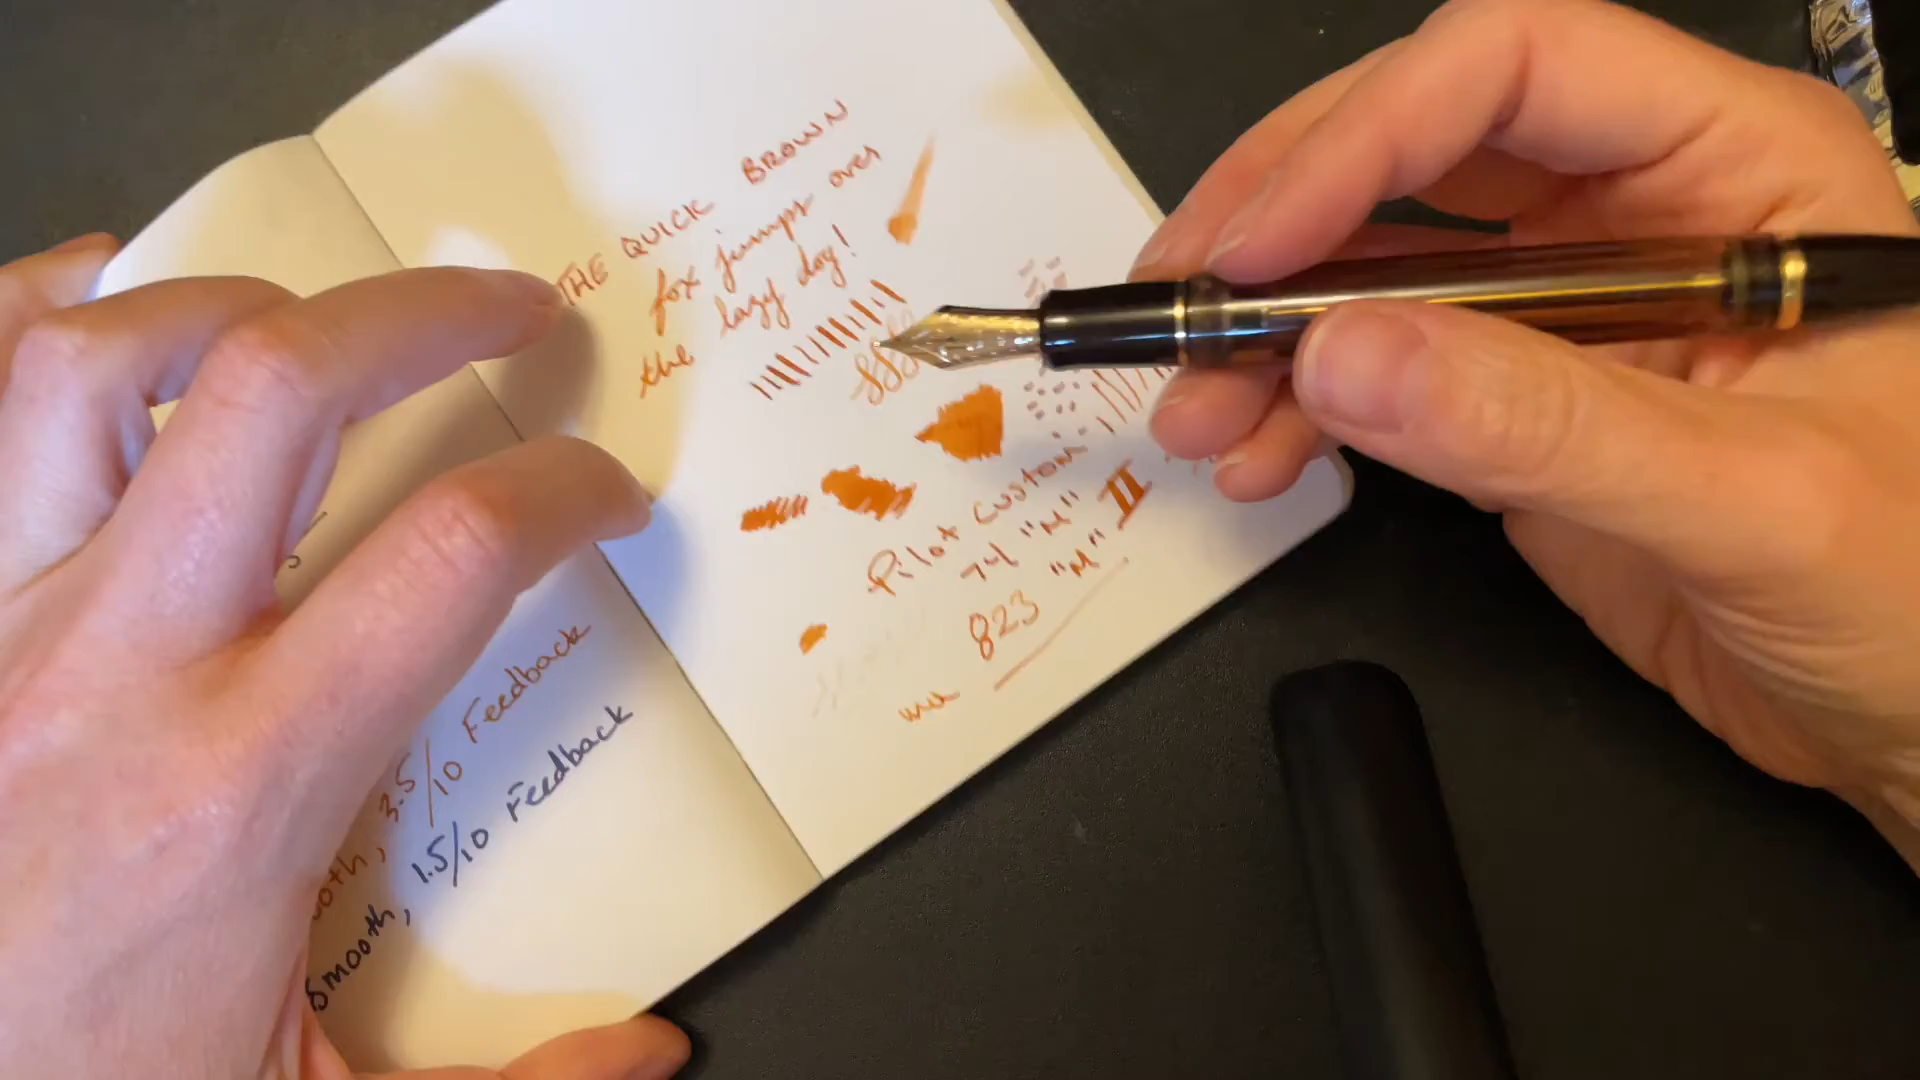 3.5/10 Feedback
Smooth, 1.5/10 Feedback
THE QUICK BROWN
fox jumps over
the lazy dog!
Pilot Custom
74 "M" II
823 "M"